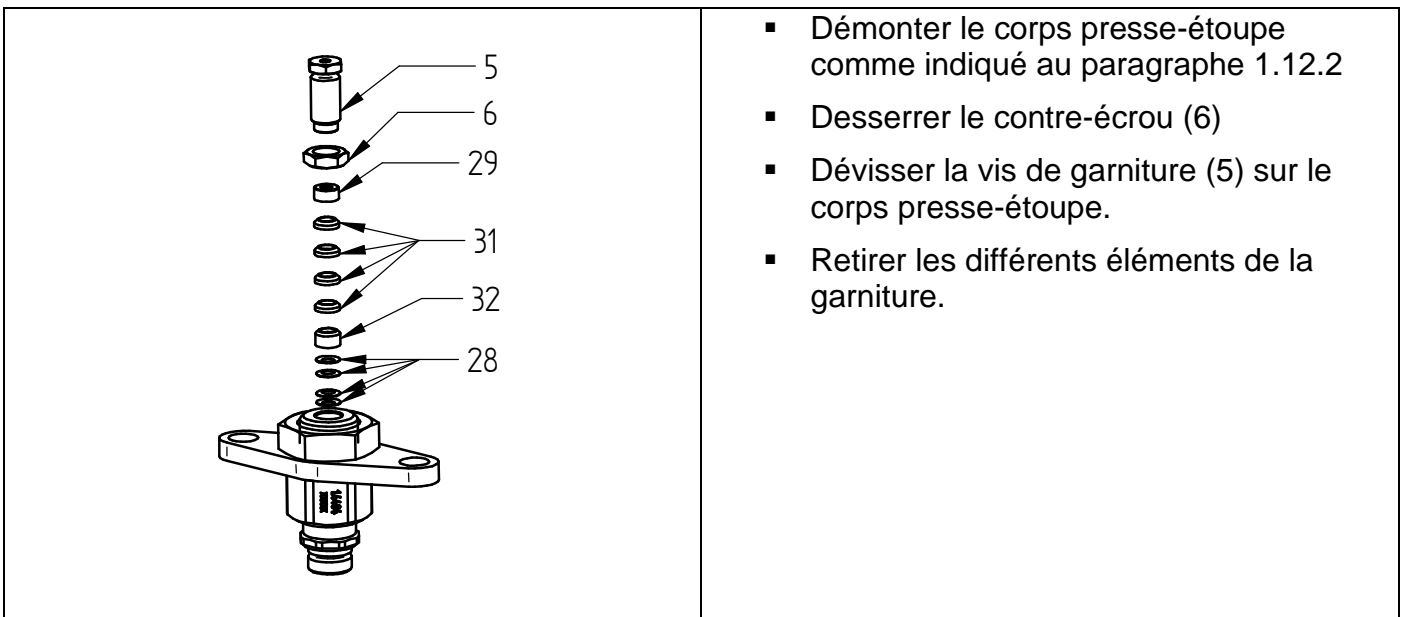 5
6
29
31
32
28
▪ Démonter le corps presse-étoupe
comme indiqué au paragraphe 1.12.2
▪ Desserrer le contre-écrou (6)
▪ Dévisser la vis de garniture (5) sur le
corps presse-étoupe.
▪ Retirer les différents éléments de la
garniture.